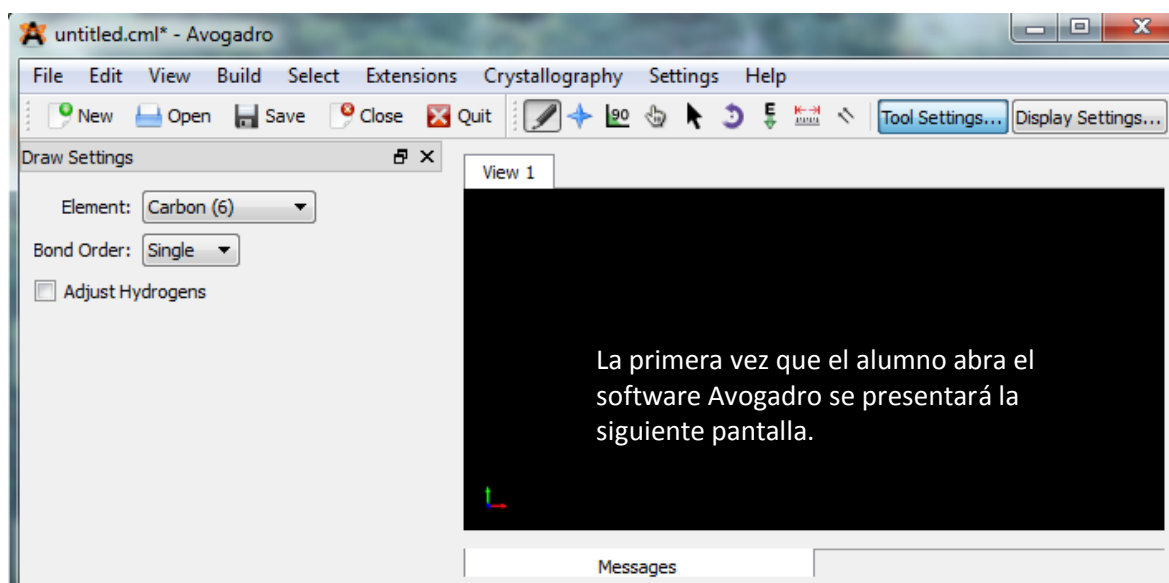 untitled.cml* - Avogadro
File Edit View Build Select Extensions Crystallography Settings Help
New Open Save Close Quit 90 E Tool Settings... Display Settings...
Draw Settings
View 1
Element: Carbon (6)
Bond Order: Single
Adjust Hydrogens
La primera vez que el alumno abra el
software Avogadro se presentará la
siguiente pantalla.
Messages